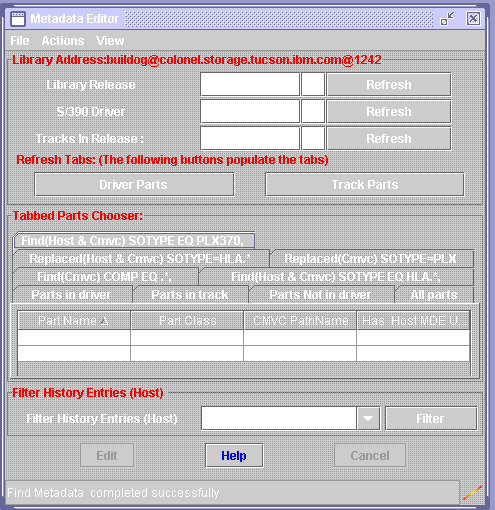 Metadata Editor
File Actions View
Library Address:buildog@colonel.storage.tucson.ibm.com@1242
Library Release Refresh
S/390 Driver Refresh
Tracks In Release : Refresh
Refresh Tabs: (The following buttons populate the tabs)
Driver Parts Track Parts
Tabbed Parts Chooser:
Find(Host & Cmvc) SOTYPE EQ PLX370,
Replaced(Host & Cmvc) SOTYPE=HLA.* Replaced(Cmvc) SOTYPE=PLX
Find(Cmvc) COMP EQ .*, Find(Host & Cmvc) SOTYPE EQ HLA.*,
Parts in driver Parts in track Parts Not in driver All parts
Part Name Part Class CMVC PathName Has Host MDE U...
Filter History Entries (Host)
Filter History Entries (Host) Filter
Edit Help Cancel
Find Metadata completed successfully